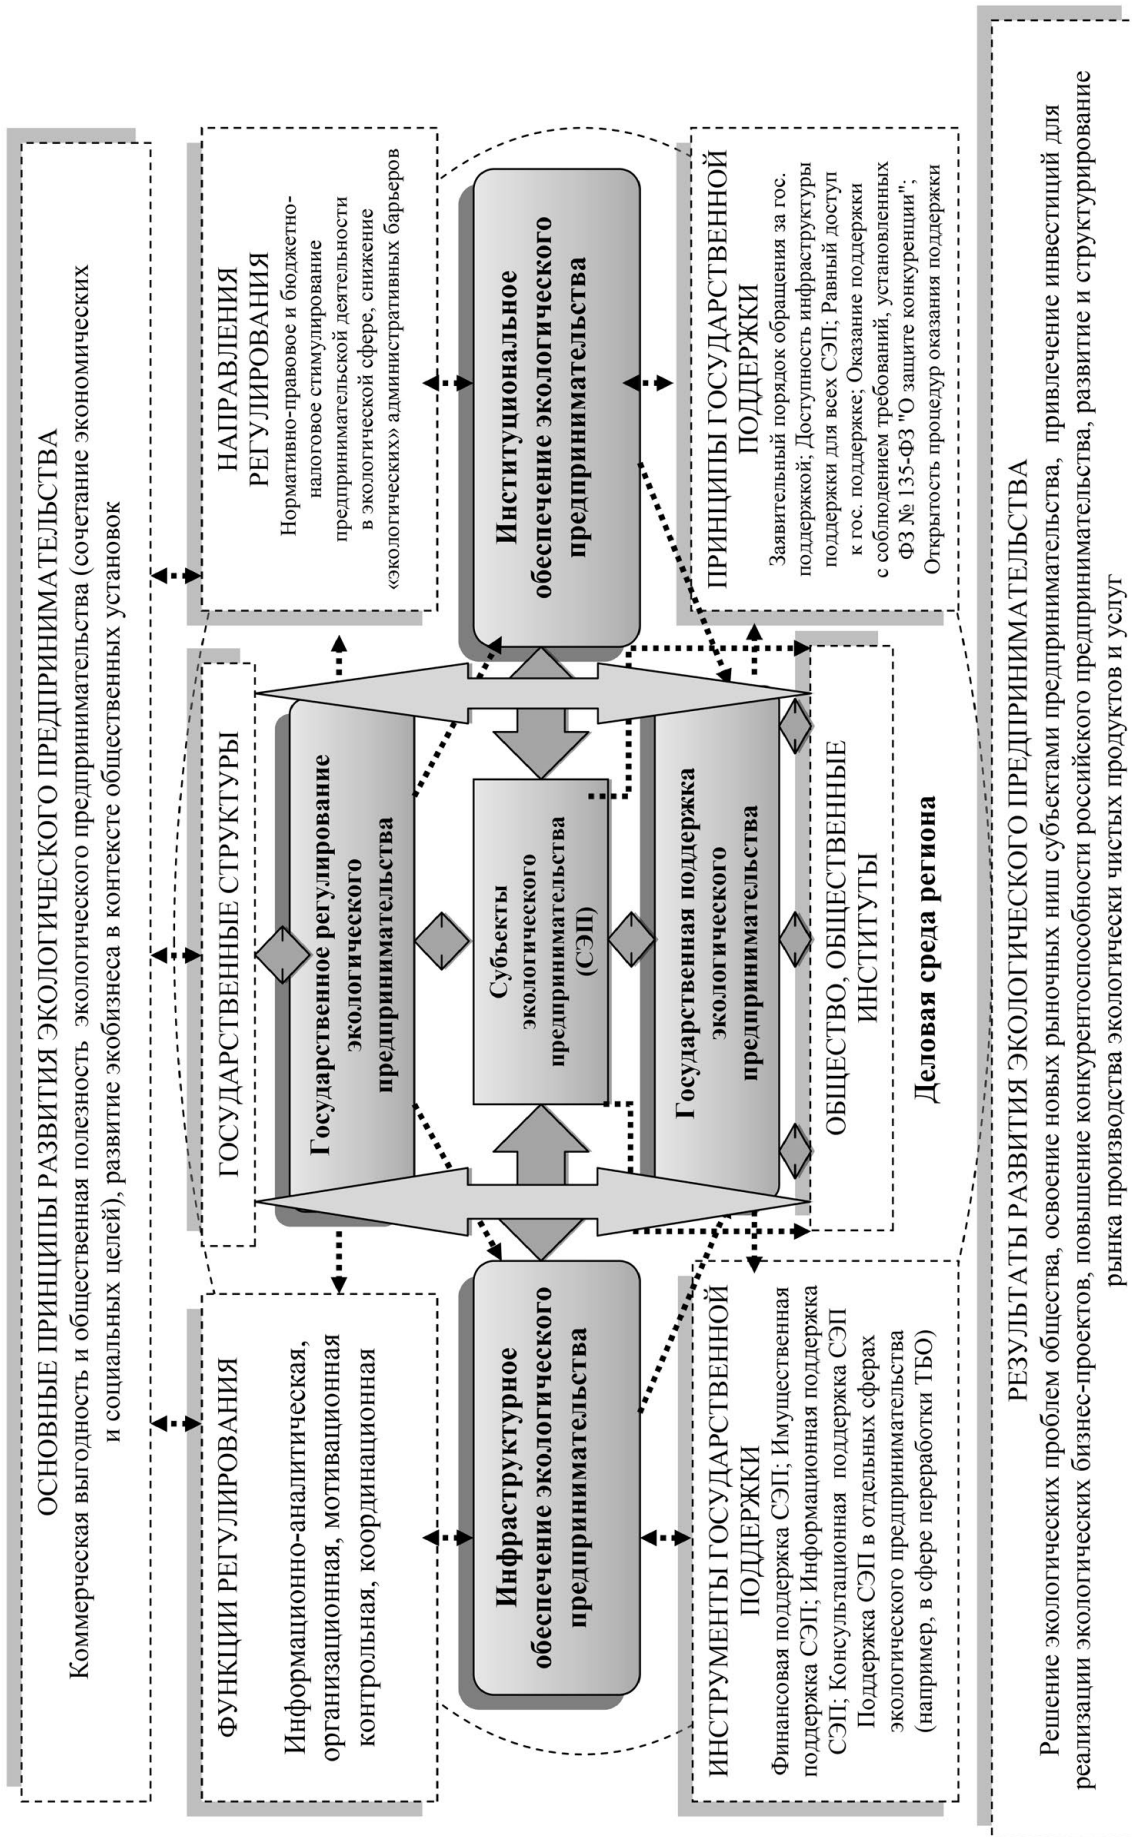 ОСНОВНЫЕ ПРИНЦИПЫ РАЗВИТИЯ ЭКОЛОГИЧЕСКОГО ПРЕДПРИНИМАТЕЛЬСТВА
Коммерческая выгодность и общественная полезность экологического предпринимательства (сочетание экономических
и социальных целей), развитие экобизнеса в контексте общественных установок
ФУНКЦИИ РЕГУЛИРОВАНИЯ
Информационно-аналитическая,
организационная, мотивационная
контрольная, координационная
ГОСУДАРСТВЕННЫЕ СТРУКТУРЫ
НАПРАВЛЕНИЯ
РЕГУЛИРОВАНИЯ
Нормативно-правовое и бюджетно-
налоговое стимулирование
предпринимательской деятельности
в экологической сфере, снижение
«экологических» административных барьеров
Государственное регулирование
экологического
предпринимательства
Инфраструктурное
обеспечение экологического
предпринимательства
Субъекты
экологического
предпринимательства
(СЭП)
Институциональное
обеспечение экологического
предпринимательства
Государственная поддержка
экологического
предпринимательства
ИНСТРУМЕНТЫ ГОСУДАРСТВЕННОЙ
ПОДДЕРЖКИ
Финансовая поддержка СЭП; Имущественная
поддержка СЭП; Информационная поддержка
СЭП; Консультационная поддержка СЭП
Поддержка СЭП в отдельных сферах
экологического предпринимательства
(например, в сфере переработки ТБО)
ОБЩЕСТВО, ОБЩЕСТВЕННЫЕ
ИНСТИТУТЫ
Деловая среда региона
ПРИНЦИПЫ ГОСУДАРСТВЕННОЙ
ПОДДЕРЖКИ
Заявительный порядок обращения за гос.
поддержкой; Доступность инфраструктуры
поддержки для всех СЭП; Равный доступ
к гос. поддержке; Оказание поддержки
с соблюдением требований, установленных
ФЗ № 135-ФЗ "О защите конкуренции";
Открытость процедур оказания поддержки
РЕЗУЛЬТАТЫ РАЗВИТИЯ ЭКОЛОГИЧЕСКОГО ПРЕДПРИНИМАТЕЛЬСТВА
Решение экологических проблем общества, освоение новых рыночных ниш субъектами предпринимательства, привлечение инвестиций для
реализации экологических бизнес-проектов, повышение конкурентоспособности российского предпринимательства, развитие и структурирование
рынка производства экологически чистых продуктов и услуг